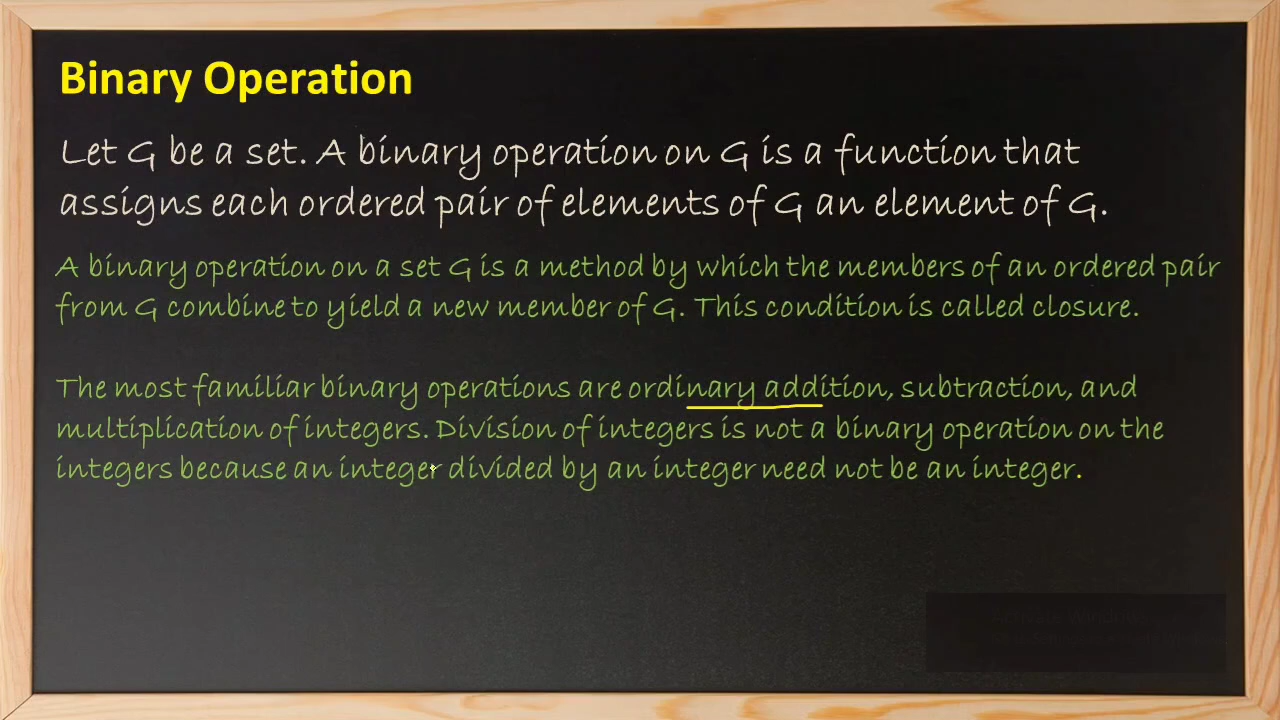 Binary Operation
Let G be a set. A binary operation on G is a function that
assigns each ordered pair of elements of G an element of G.
A binary operation on a set G is a method by which the members of an ordered pair
from G combine to yield a new member of G. This condition is called closure.
The most familiar binary operations are ordinary addition, subtraction, and
multiplication of integers. Division of integers is not a binary operation on the
integers because an integer divided by an integer need not be an integer.